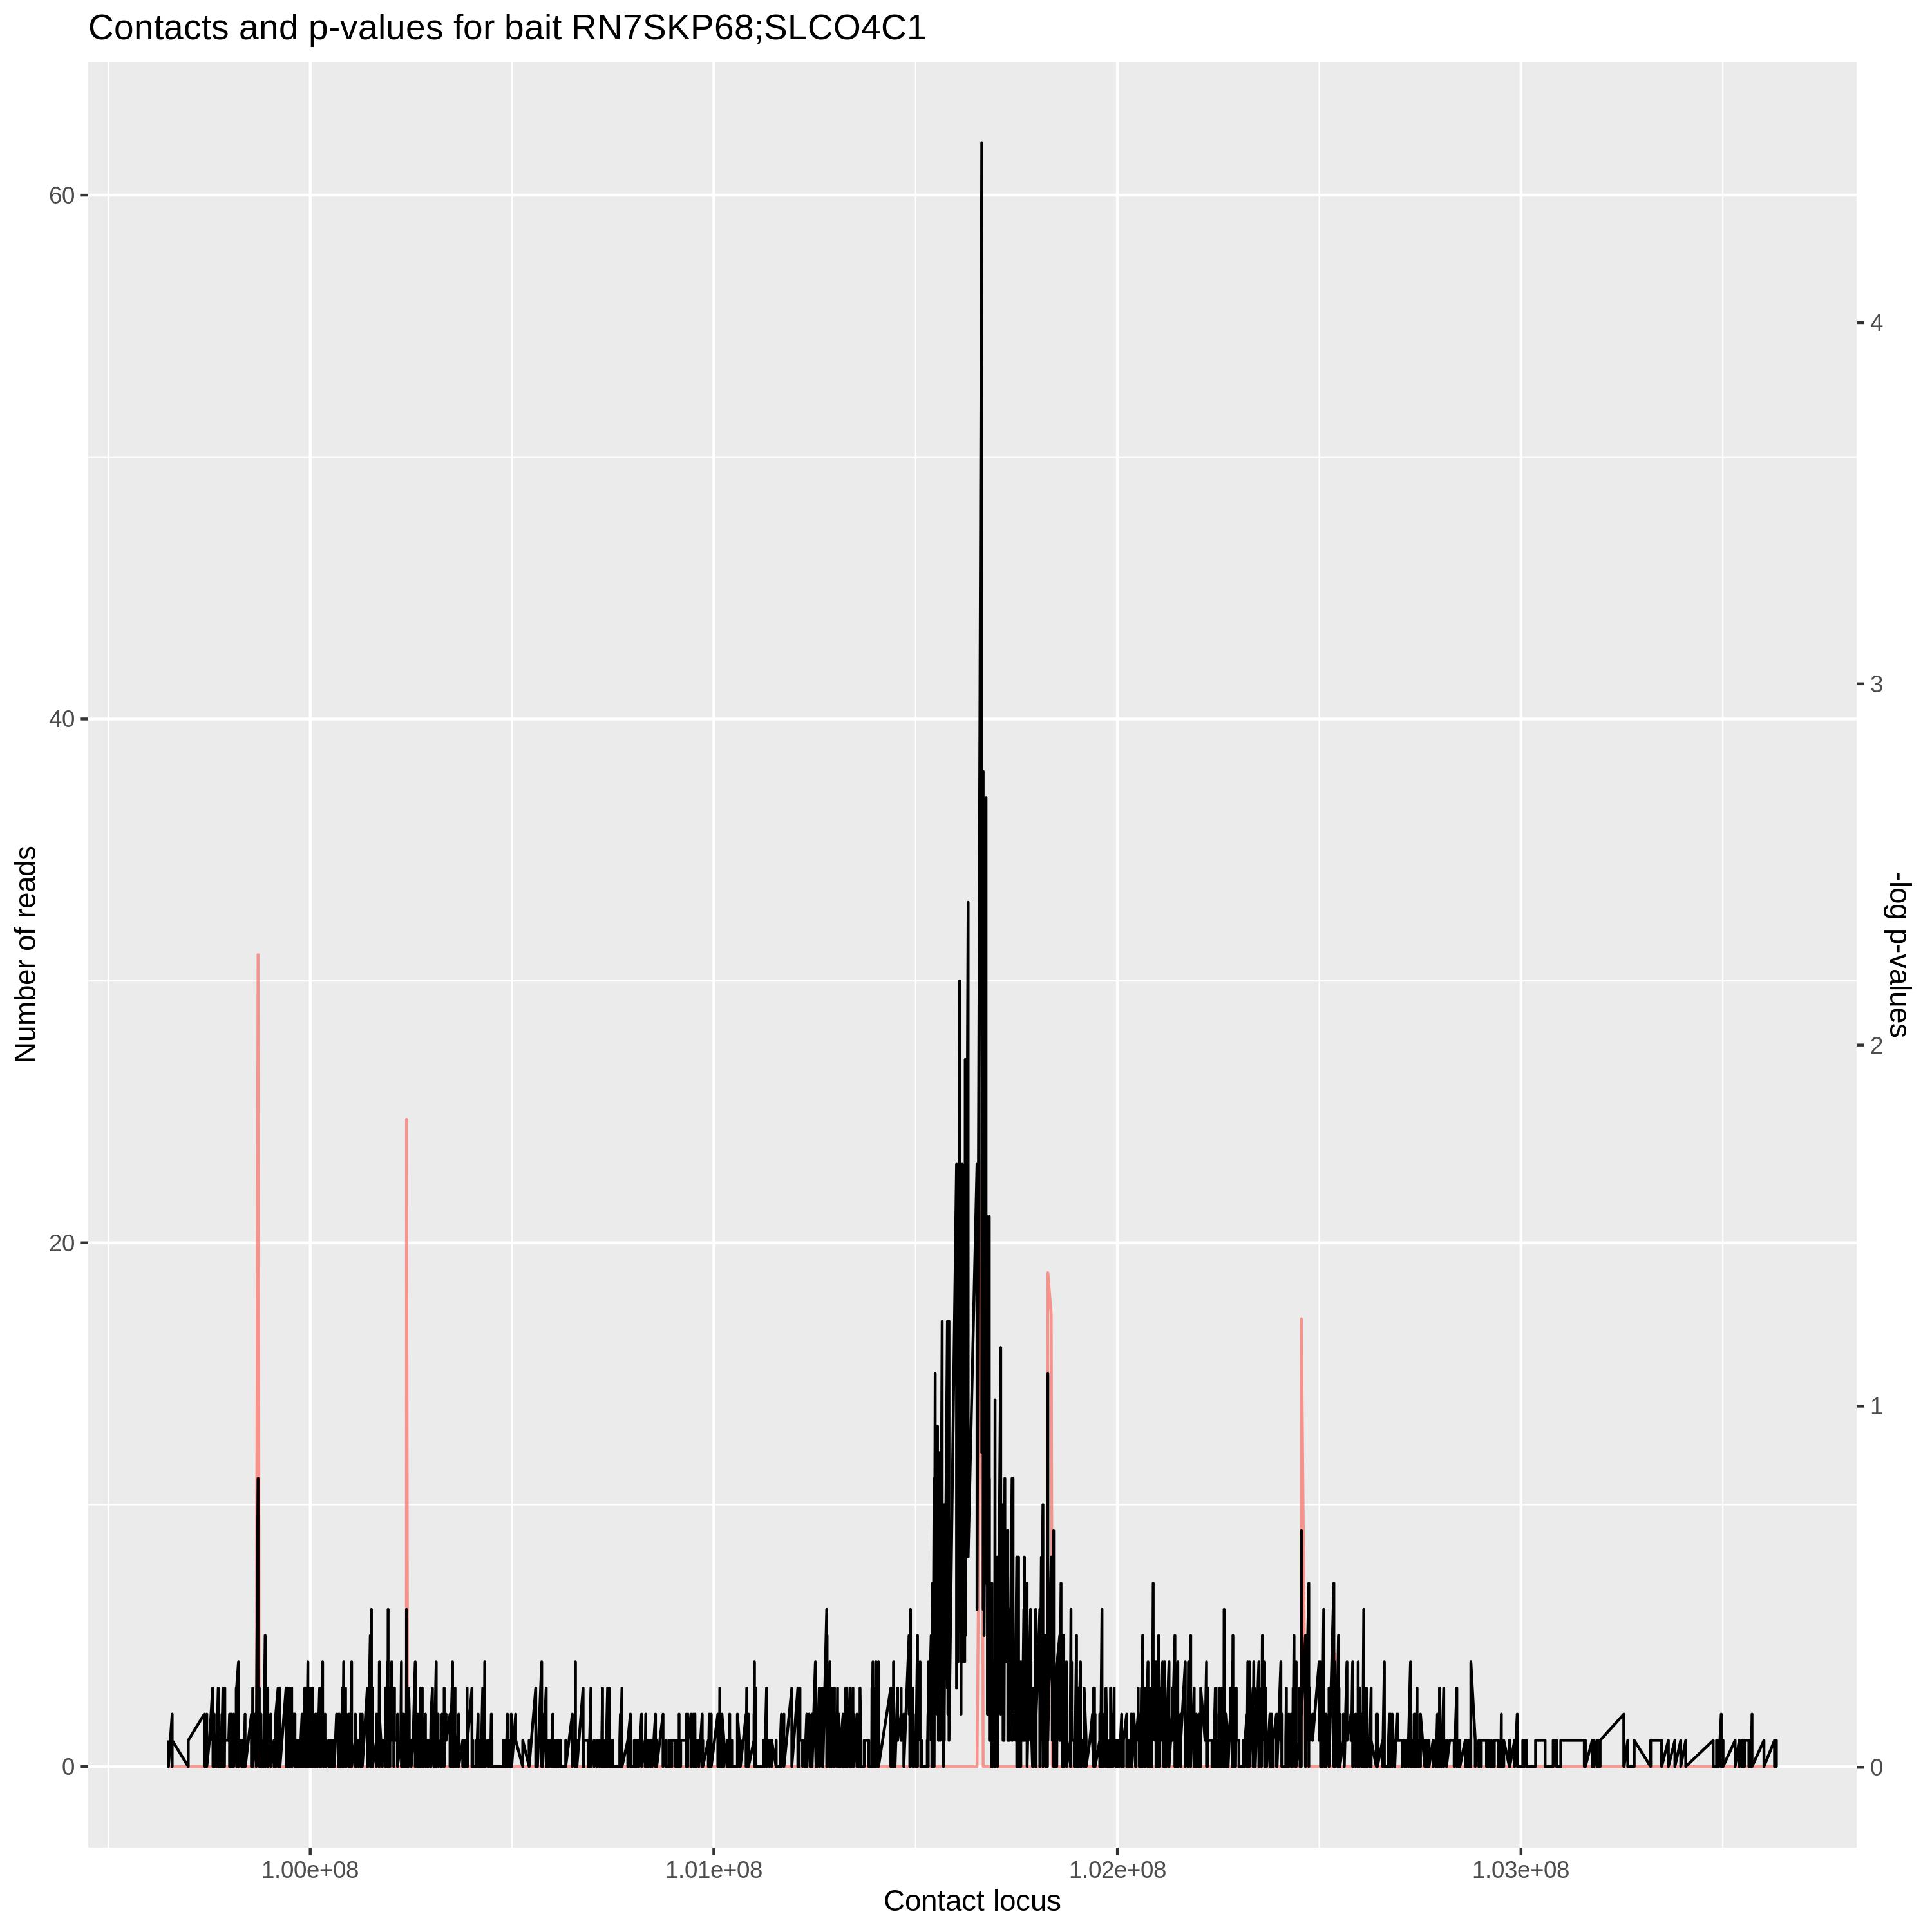 Contacts and p-values for bait RN7SKP68;SLCO4C1
60
40
20
0
Number of reads
4
3
2
1
0
-log p-values
1.00e+08
1.01e+08
1.02e+08
1.03e+08
Contact locus